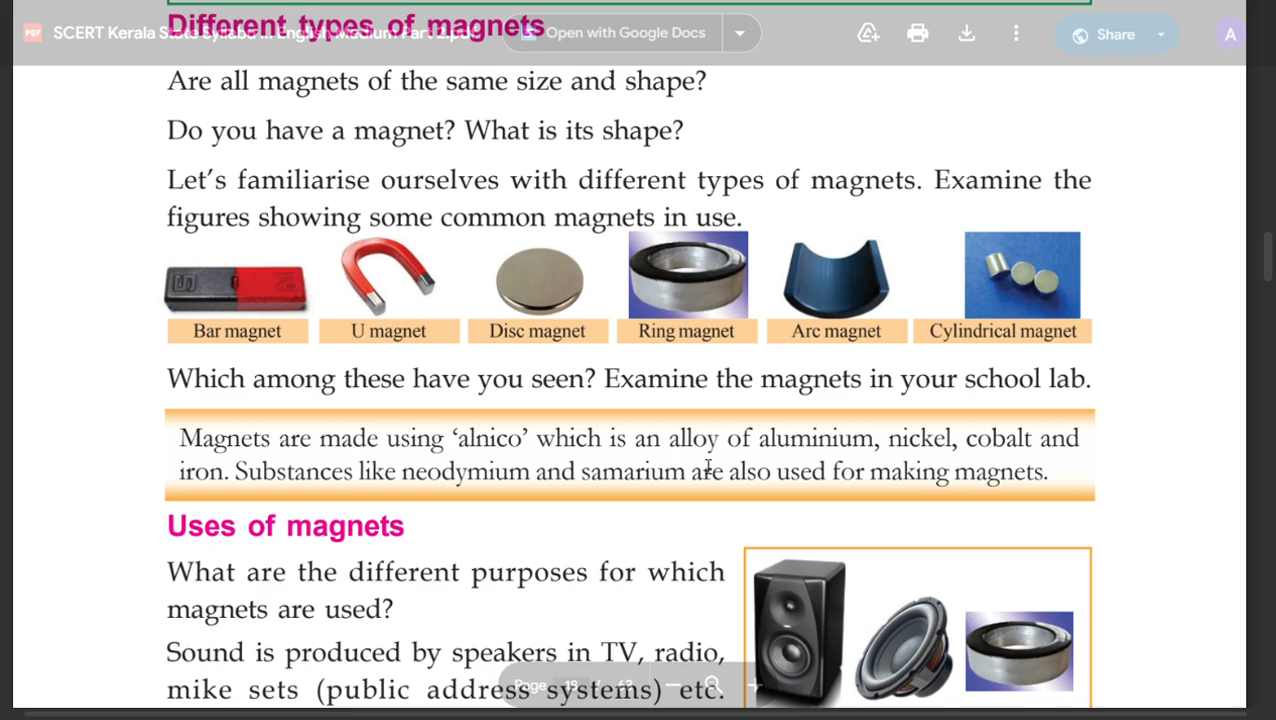 Different types of magnets
SCERT Kerala State Syllabus
Open with Google Docs
Share
A
Are all magnets of the same size and shape?
Do you have a magnet? What is its shape?
Let’s familiarise ourselves with different types of magnets. Examine the
figures showing some common magnets in use.
S N
Bar magnet
U magnet
Disc magnet
Ring magnet
Arc magnet
Cylindrical magnet
Which among these have you seen? Examine the magnets in your school lab.
Magnets are made using ‘alnico’ which is an alloy of aluminium, nickel, cobalt and
iron. Substances like neodymium and samarium are also used for making magnets.
Uses of magnets
What are the different purposes for which
magnets are used?
Sound is produced by speakers in TV, radio,
mike sets (public address systems) etc.
Page